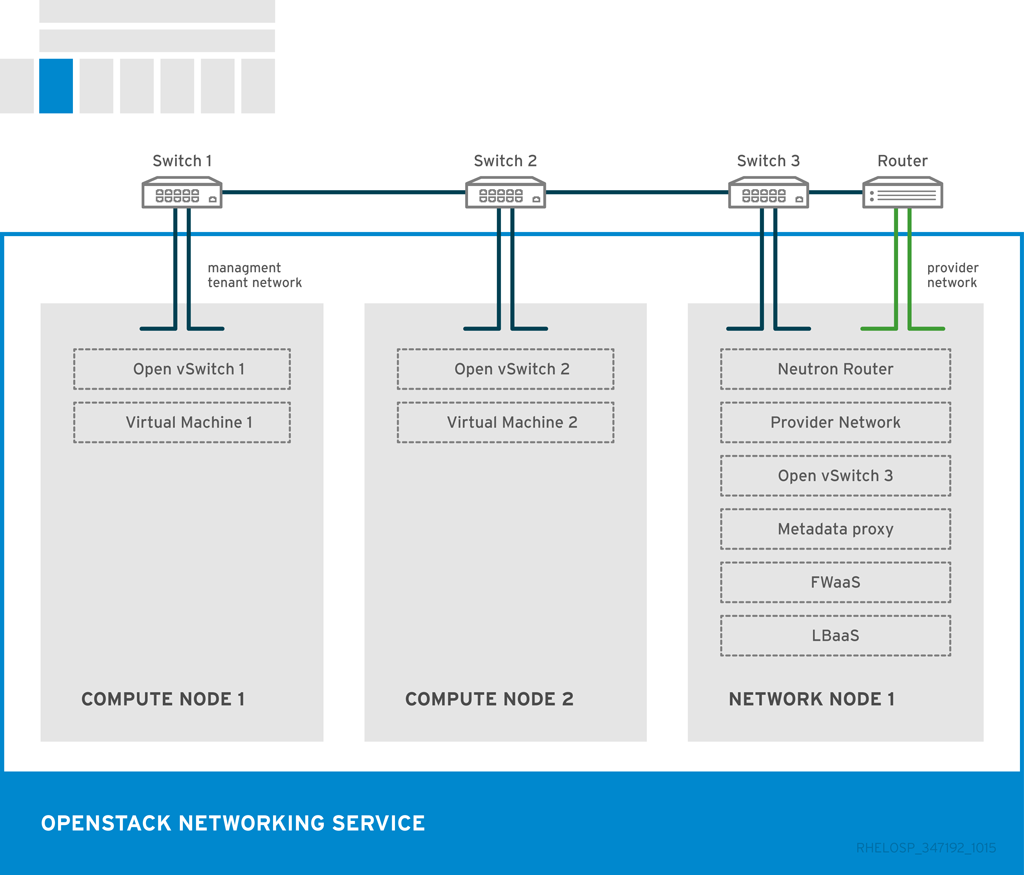 Switch 1
Switch 2
Switch 3
Router
managment
tenant network
provider
network
Open vSwitch 1
Virtual Machine 1
COMPUTE NODE 1
Open vSwitch 2
Virtual Machine 2
COMPUTE NODE 2
Neutron Router
Provider Network
Open vSwitch 3
Metadata proxy
FWaaS
LBaaS
NETWORK NODE 1
OPENSTACK NETWORKING SERVICE
RHELOSP_347192_1015